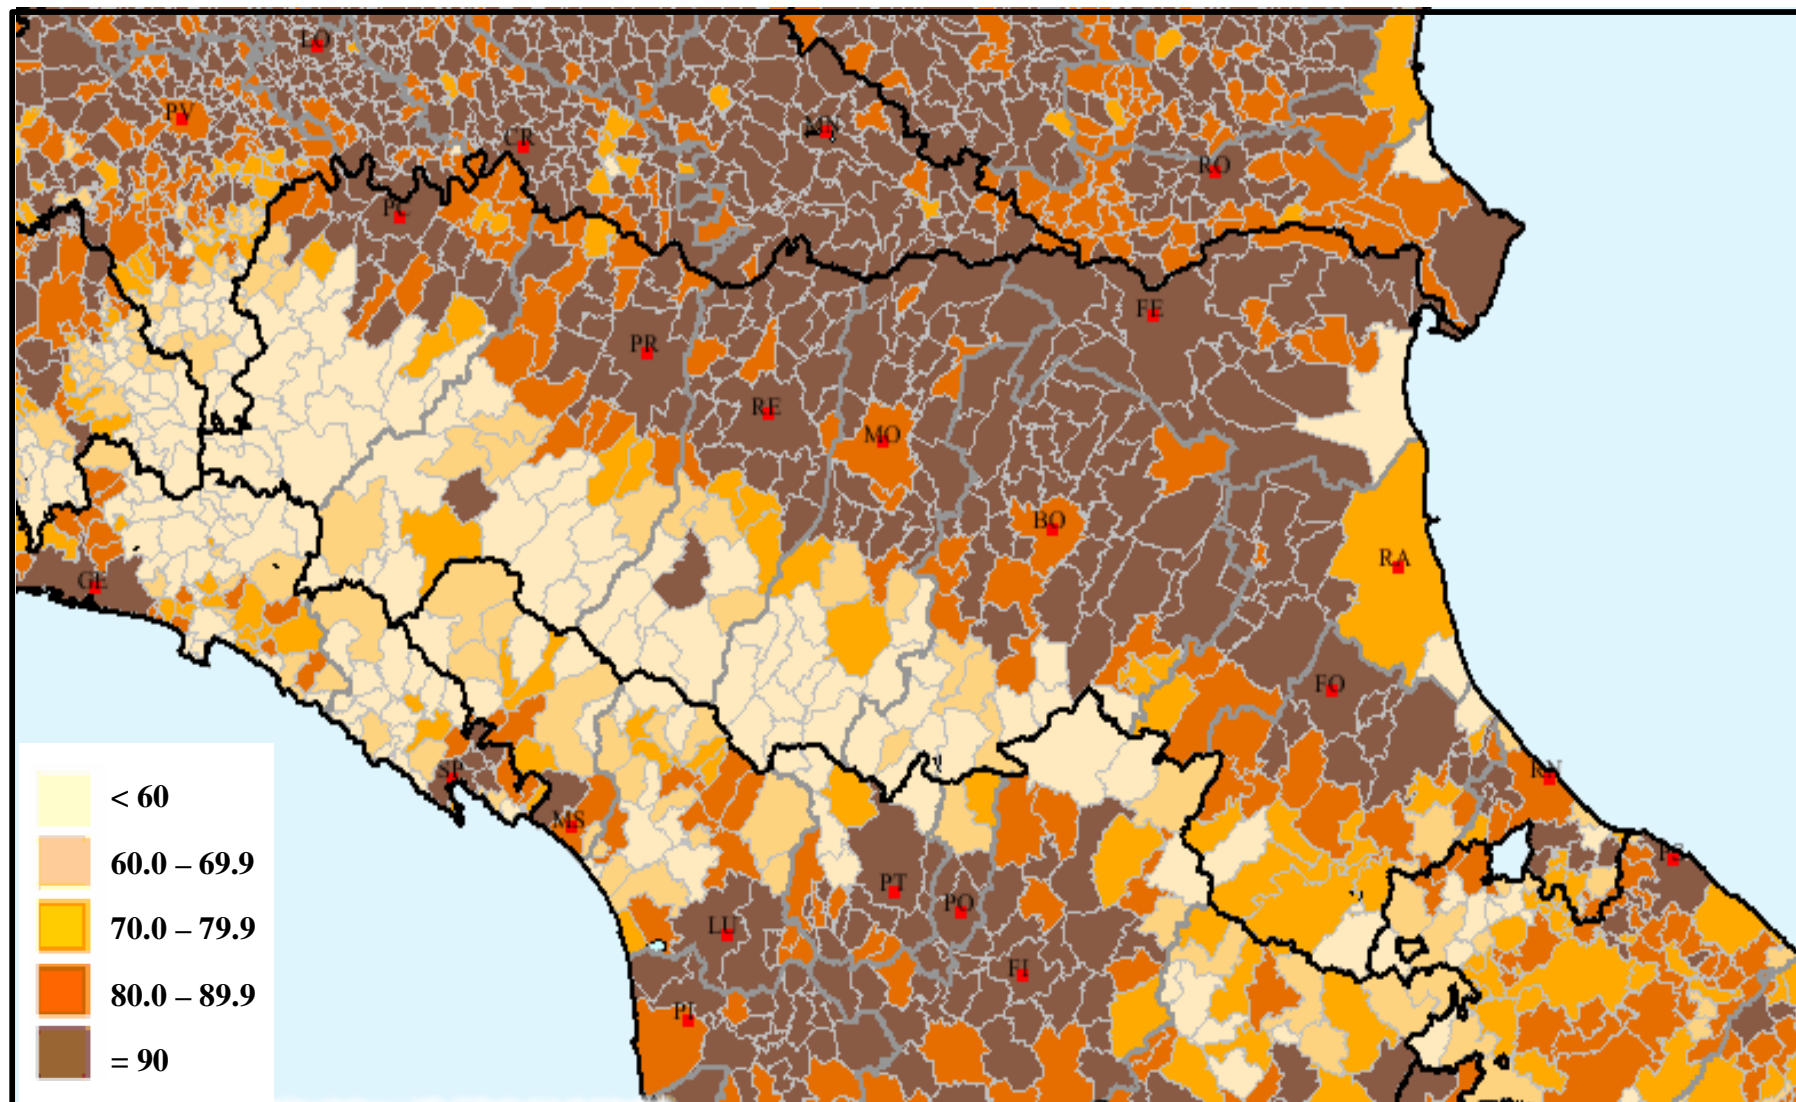 LO
PV
CR
MN
RO
PC
FE
PR
RE
MO
BO
RA
GE
FO
SP
RN
MS
PS
PT
PO
LU
FI
PI
< 60
60.0 – 69.9
70.0 – 79.9
80.0 – 89.9
= 90